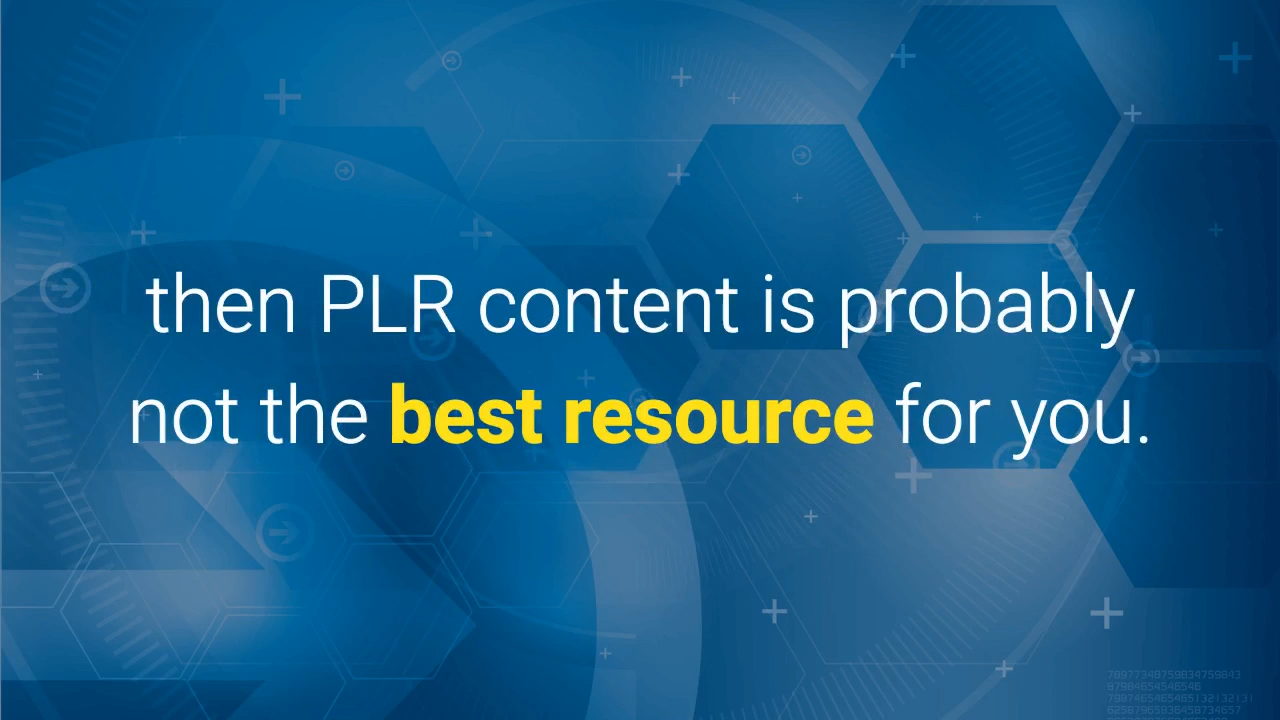 then PLR content is probably
not the best resource for you.